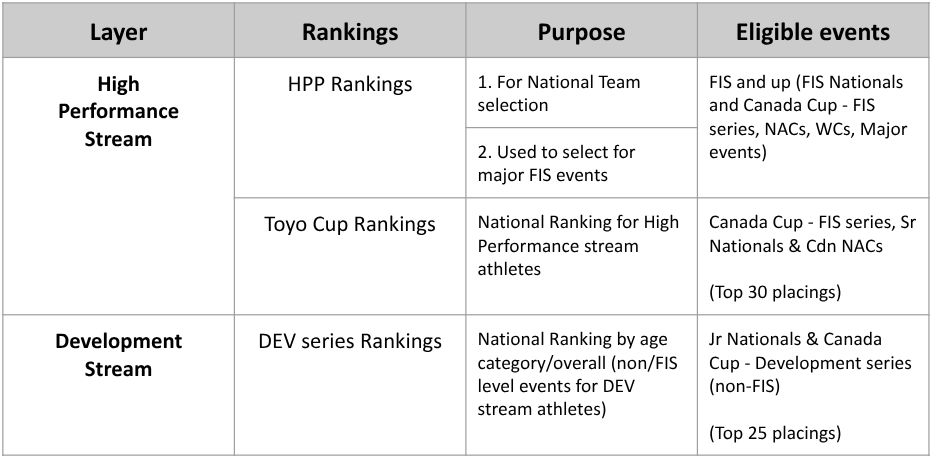 Layer
Rankings
Purpose
Eligible events
High
Performance
Stream
HPP Rankings
1. For National Team
selection
2. Used to select for
major FIS events
FIS and up (FIS Nationals
and Canada Cup - FIS
series, NACs, WCs, Major
events)
Toyo Cup Rankings
National Ranking for High
Performance stream
athletes
Canada Cup - FIS series, Sr
Nationals & Cdn NACs
(Top 30 placings)
Development
Stream
DEV series Rankings
National Ranking by age
category/overall (non/FIS
level events for DEV
stream athletes)
Jr Nationals & Canada
Cup - Development series
(non-FIS)
(Top 25 placings)